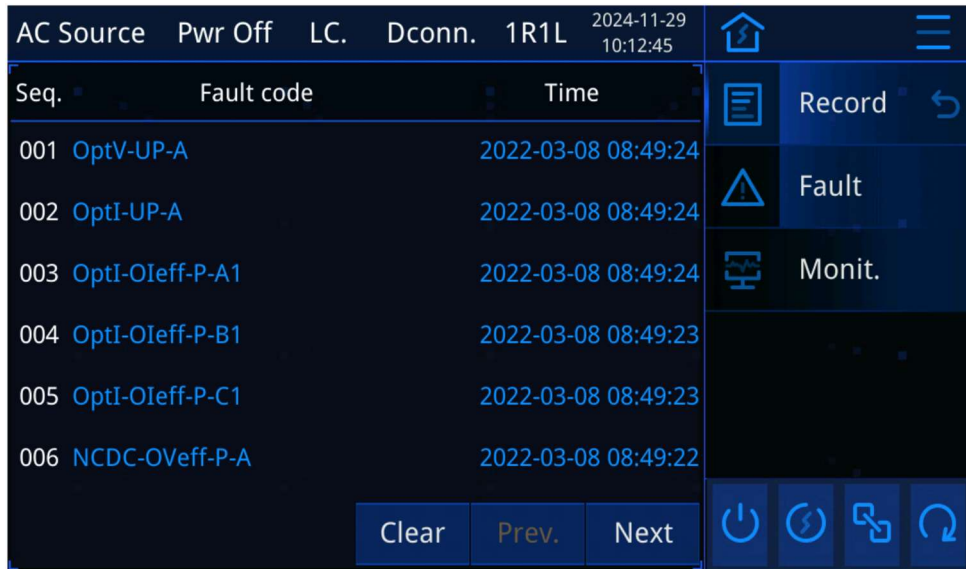 AC Source Pwr Off LC. Dconn. 1R1L 2024-11-29 10:12:45
Seq. Fault code Time
001 OptV-UP-A 2022-03-08 08:49:24
002 OptI-UP-A 2022-03-08 08:49:24
003 OptI-OIeff-P-A1 2022-03-08 08:49:24
004 OptI-OIeff-P-B1 2022-03-08 08:49:23
005 OptI-OIeff-P-C1 2022-03-08 08:49:23
006 NCDC-OVeff-P-A 2022-03-08 08:49:22
Clear Prev. Next
Record
Fault
Monit.